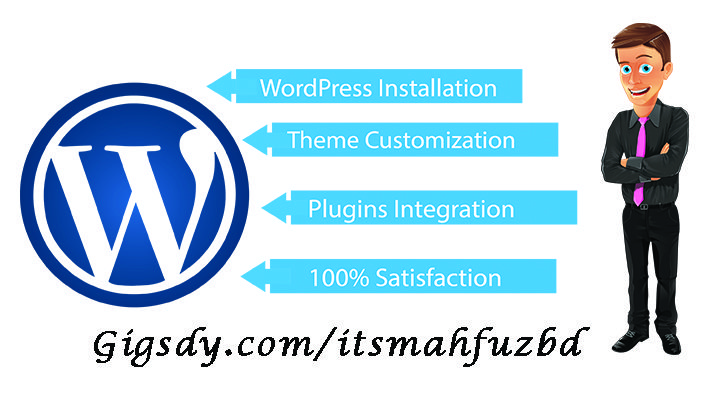 WordPress Installation
Theme Customization
Plugins Integration
100% Satisfaction
Gigsdy.com/itsmahfuzbd